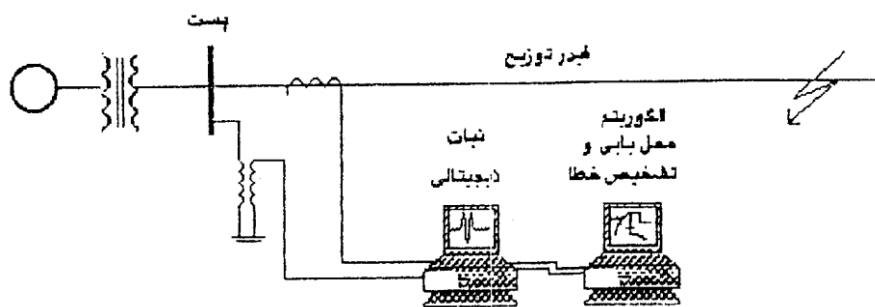 پست
فیدر توزیع
الگوریتم
محل یابی و
تشخیص خطا
ثبات
دیجیتالی